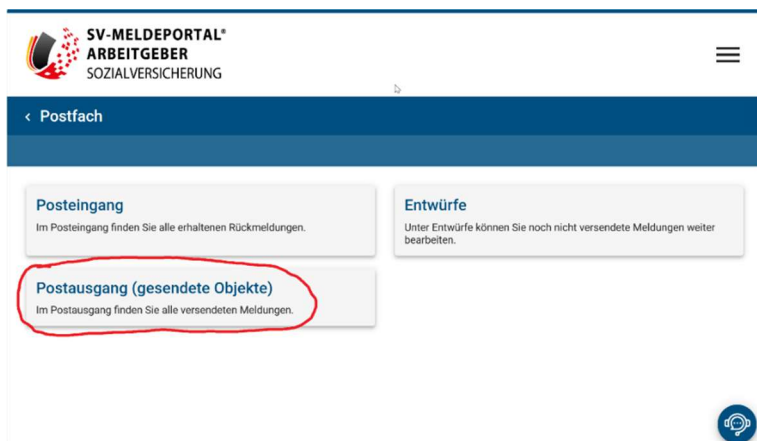 SV-MELDEPORTAL®
ARBEITGEBER
SOZIALVERSICHERUNG
‹ Postfach
Posteingang
Im Posteingang finden Sie alle erhaltenen Rückmeldungen.
Entwürfe
Unter Entwürfe können Sie noch nicht versendete Meldungen weiter
bearbeiten.
Postausgang (gesendete Objekte)
Im Postausgang finden Sie alle versendeten Meldungen.